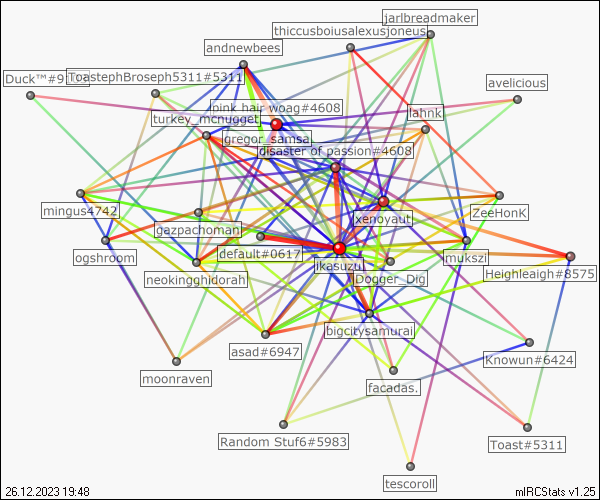 jarlbreadmaker
thiccusboiusalexusjoneus
andnewbees
Duck™#91
ToastephBroseph5311#5311
avelicious
pink hair woag#4608
lahnk
turkey_mcnugget
gregor_samsa
disaster of passion#4608
mingus4742
xenoyaut
ZeeHonK
gazpachoman
ogshroom
default#0617
mukszi
ikasuzu
Heighleaigh#8575
neokingghidorah
Dogger_Dig
bigcitysamurai
asad#6947
Knowun#6424
moonraven
facadas.
Random Stuf6#5983
Toast#5311
tescoroll
26.12.2023 19:48
mIRCStats v1.25